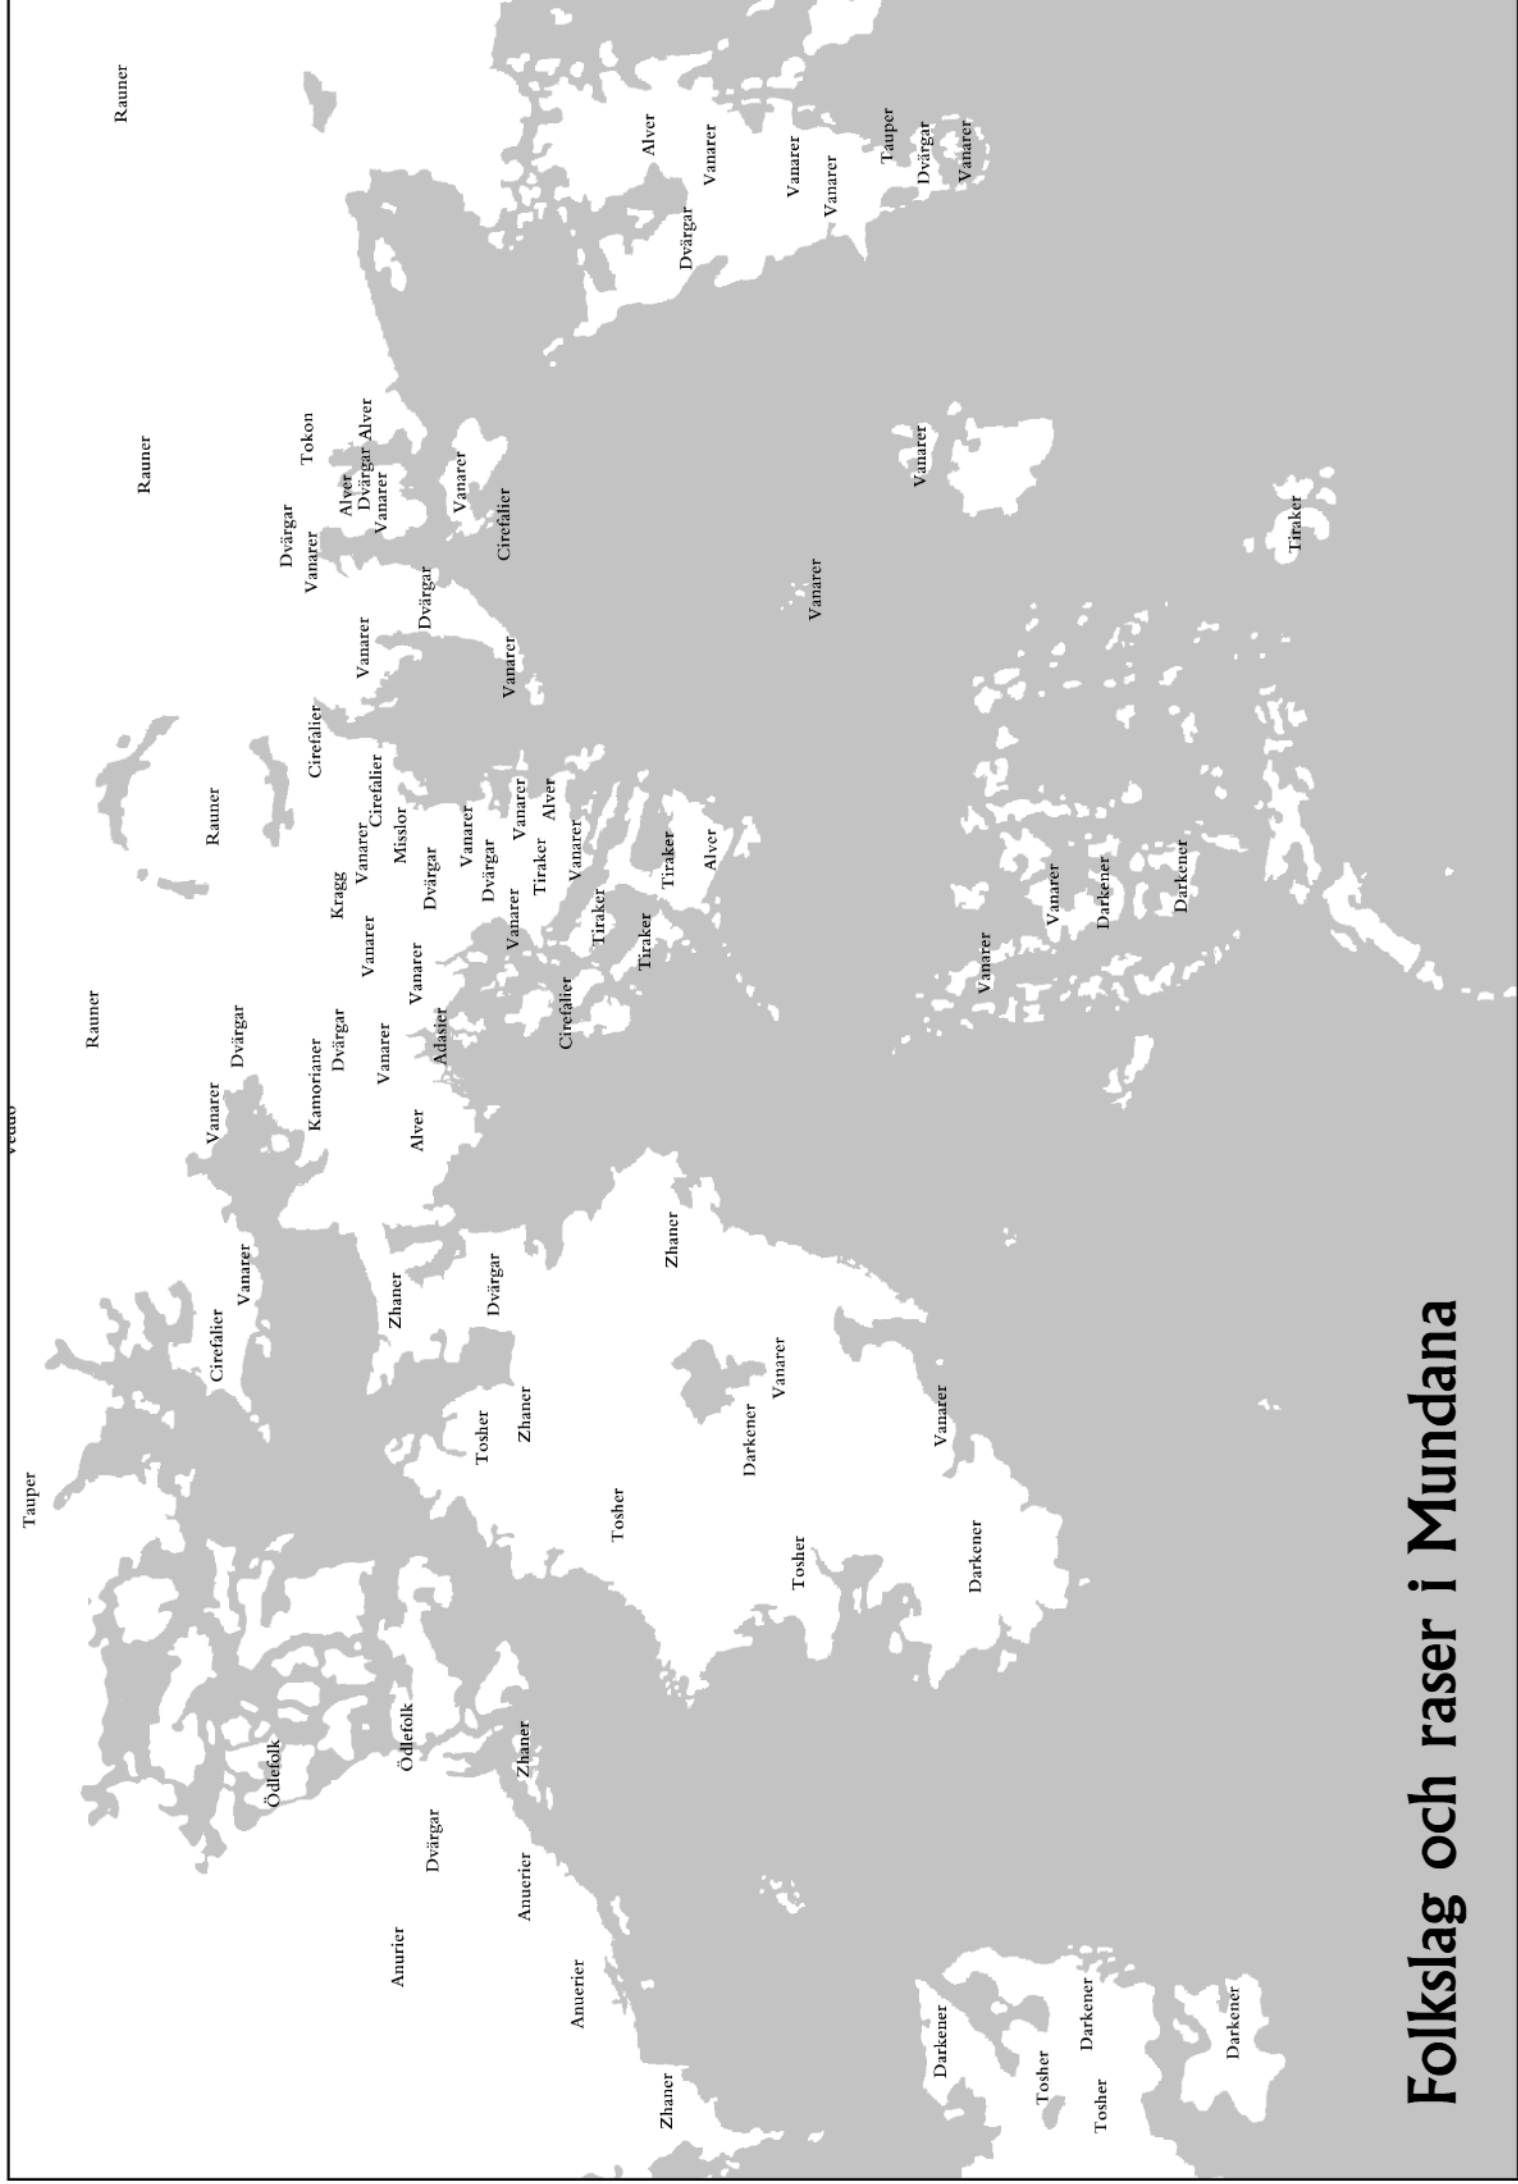 Tauper
Rauner
Rauner
Rauner
Cirefalier
Vanarer
Rauner
Vanarer
Dvärgar
Ödlefolk
Dvärgar
Kamorianer
Cirefalier
Vanarer
Tokon
Dvärgar
Kragg
Alver
Vanarer
Vanarer
Vanarer
Dvärgar
Alver
Vanarer
Cirefalier
Vanarer
Anurier
Zhaner
Misslor
Ödlefolk
Alver
Vanarer
Dvärgar
Adasier
Dvärgar
Dvärgar
Vanarer
Vanarer
Tosher
Dvärgar
Dvärgar
Anuerier
Zhaner
Zhaner
Vanarer
Vanarer
Vanarer
Cirefalier
Tiraker
Alver
Anuerier
Cirefalier
Vanarer
Tosher
Tiraker
Tiraker
Alver
Zhaner
Zhaner
Tiraker
Dvärgar
Alver
Vanarer
Darkener
Vanarer
Tosher
Vanarer
Vanarer
Vanarer
Tauper
Vanarer
Dvärgar
Darkener
Vanarer
Vanarer
Darkener
Vanarer
Tosher
Vanarer
Darkener
Tosher
Darkener
Darkener
Darkener
Tiraker
Folkslag och raser i Mundana